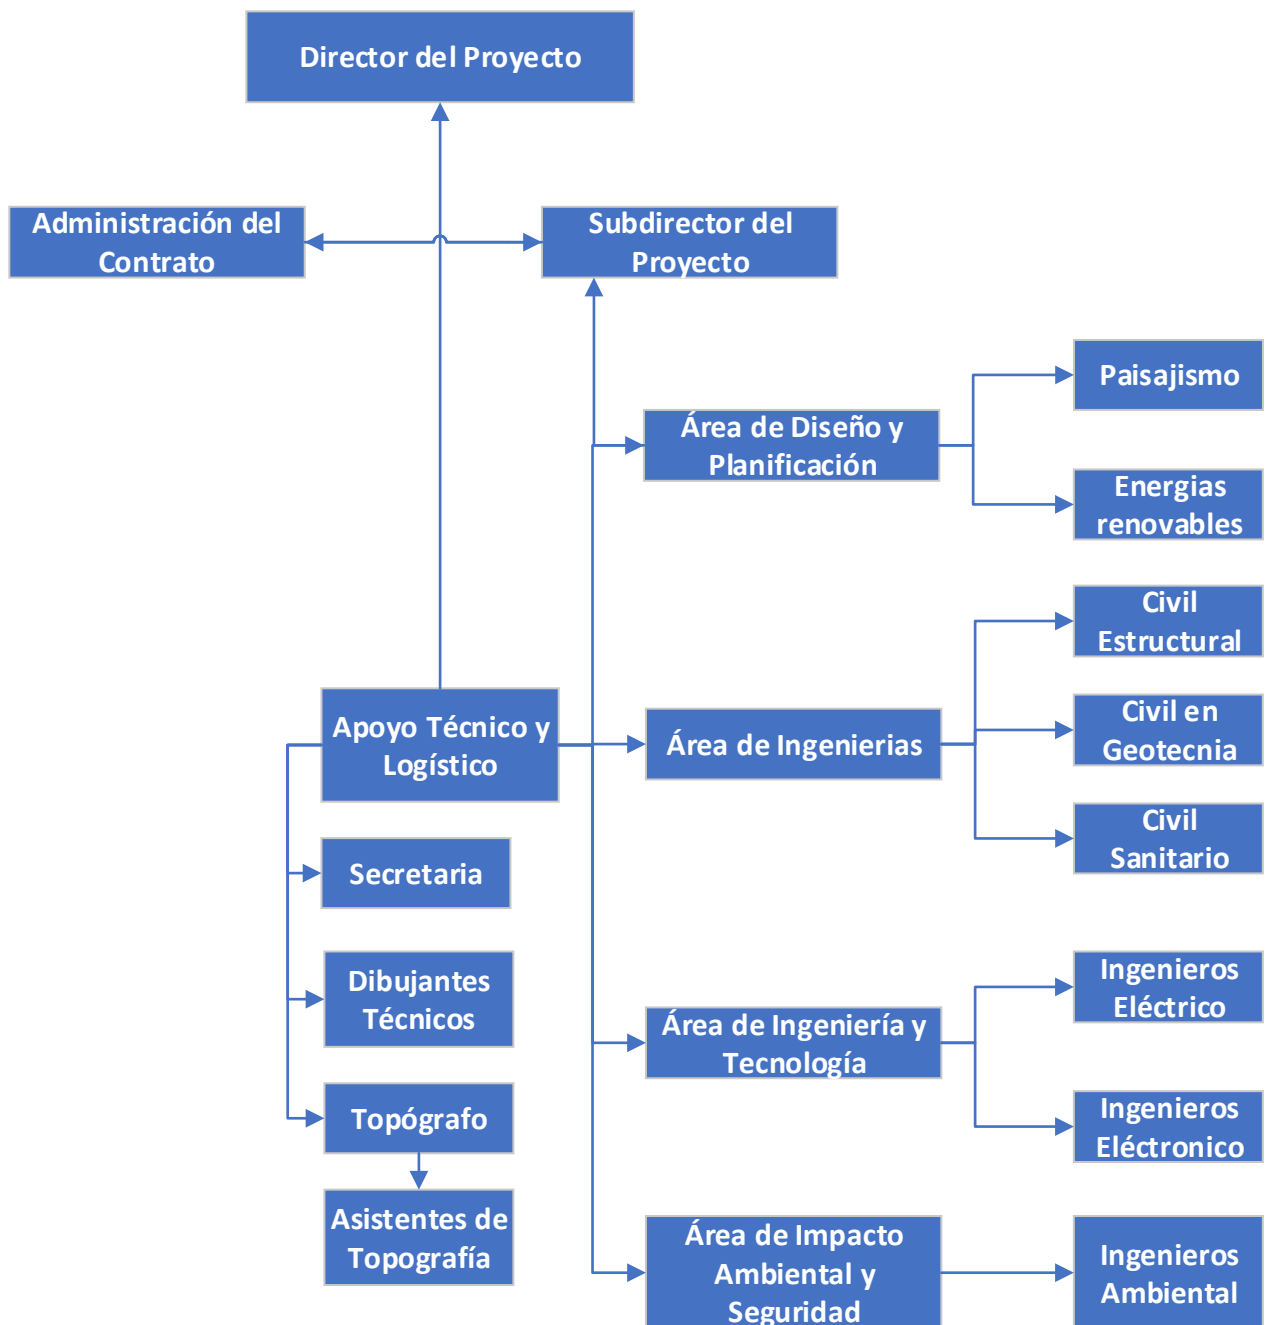 Director del Proyecto
Administración del
Contrato
Subdirector del
Proyecto
Paisajismo
Área de Diseño y
Planificación
Energias
renovables
Civil
Estructural
Apoyo Técnico y
Logístico
Área de Ingenierias
Civil en
Geotecnia
Civil
Sanitario
Secretaria
Dibujantes
Técnicos
Área de Ingeniería y
Tecnología
Ingenieros
Eléctrico
Topógrafo
Ingenieros
Eléctronico
Asistentes de
Topografía
Área de Impacto
Ambiental y
Seguridad
Ingenieros
Ambiental